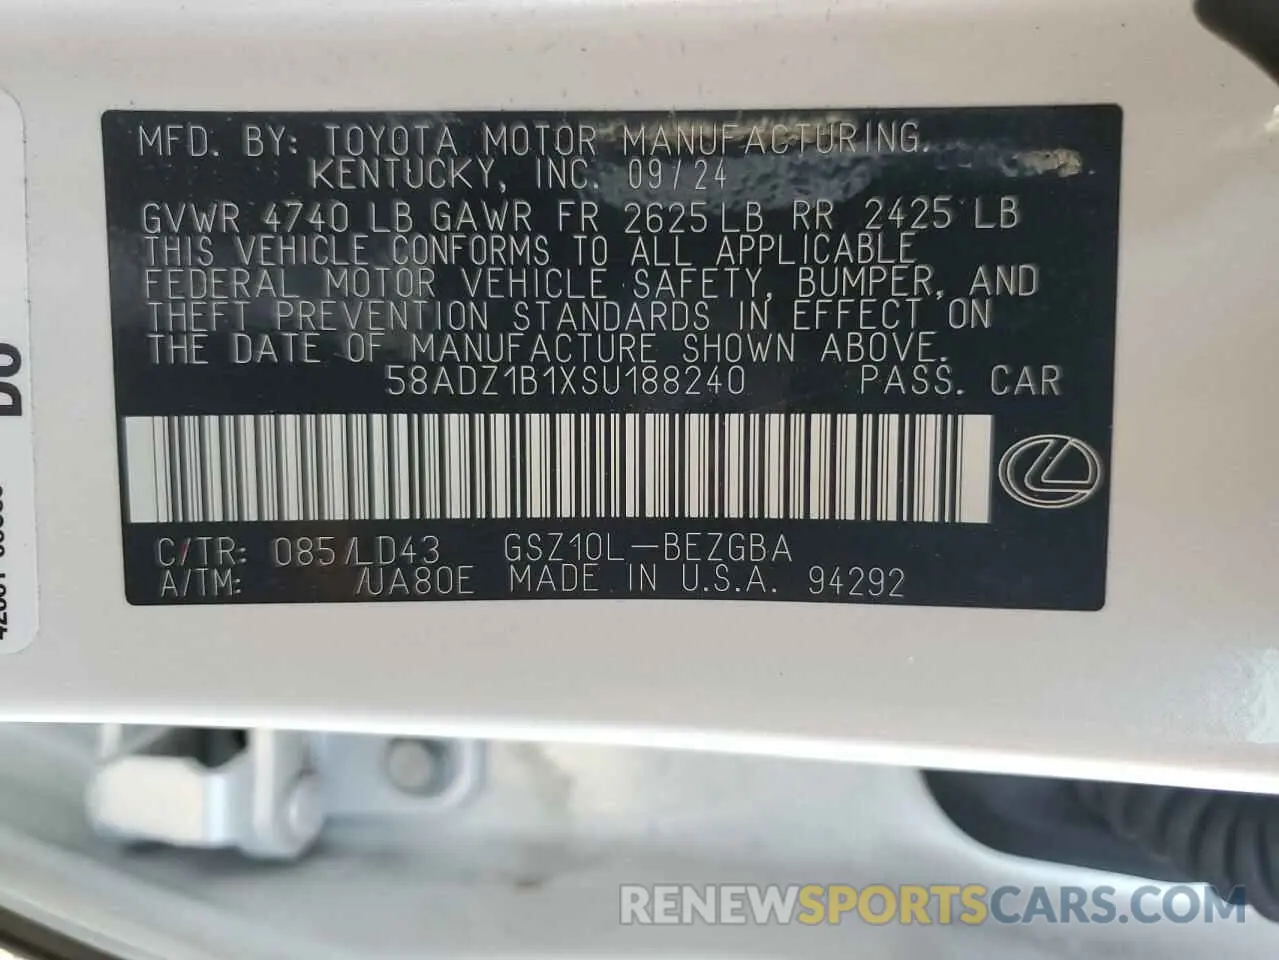 MFD. BY: TOYOTA MOTOR MANUFACTURING.
KENTUCKY, INC. 09/24
GVWR 4740 LB GAWR FR 2625 LB RR 2425 LB
THIS VEHICLE CONFORMS TO ALL APPLICABLE
FEDERAL MOTOR VEHICLE SAFETY, BUMPER, AND
THEFT PREVENTION STANDARDS IN EFFECT ON
THE DATE OF MANUFACTURE SHOWN ABOVE.
58ADZ1B1XSU188240 PASS. CAR
C/TR: 085/LD43 GSZ10L-BEZGBA
A/TM: /UA80E MADE IN U.S.A. 94292
RENEWSPORTSCARS.COM